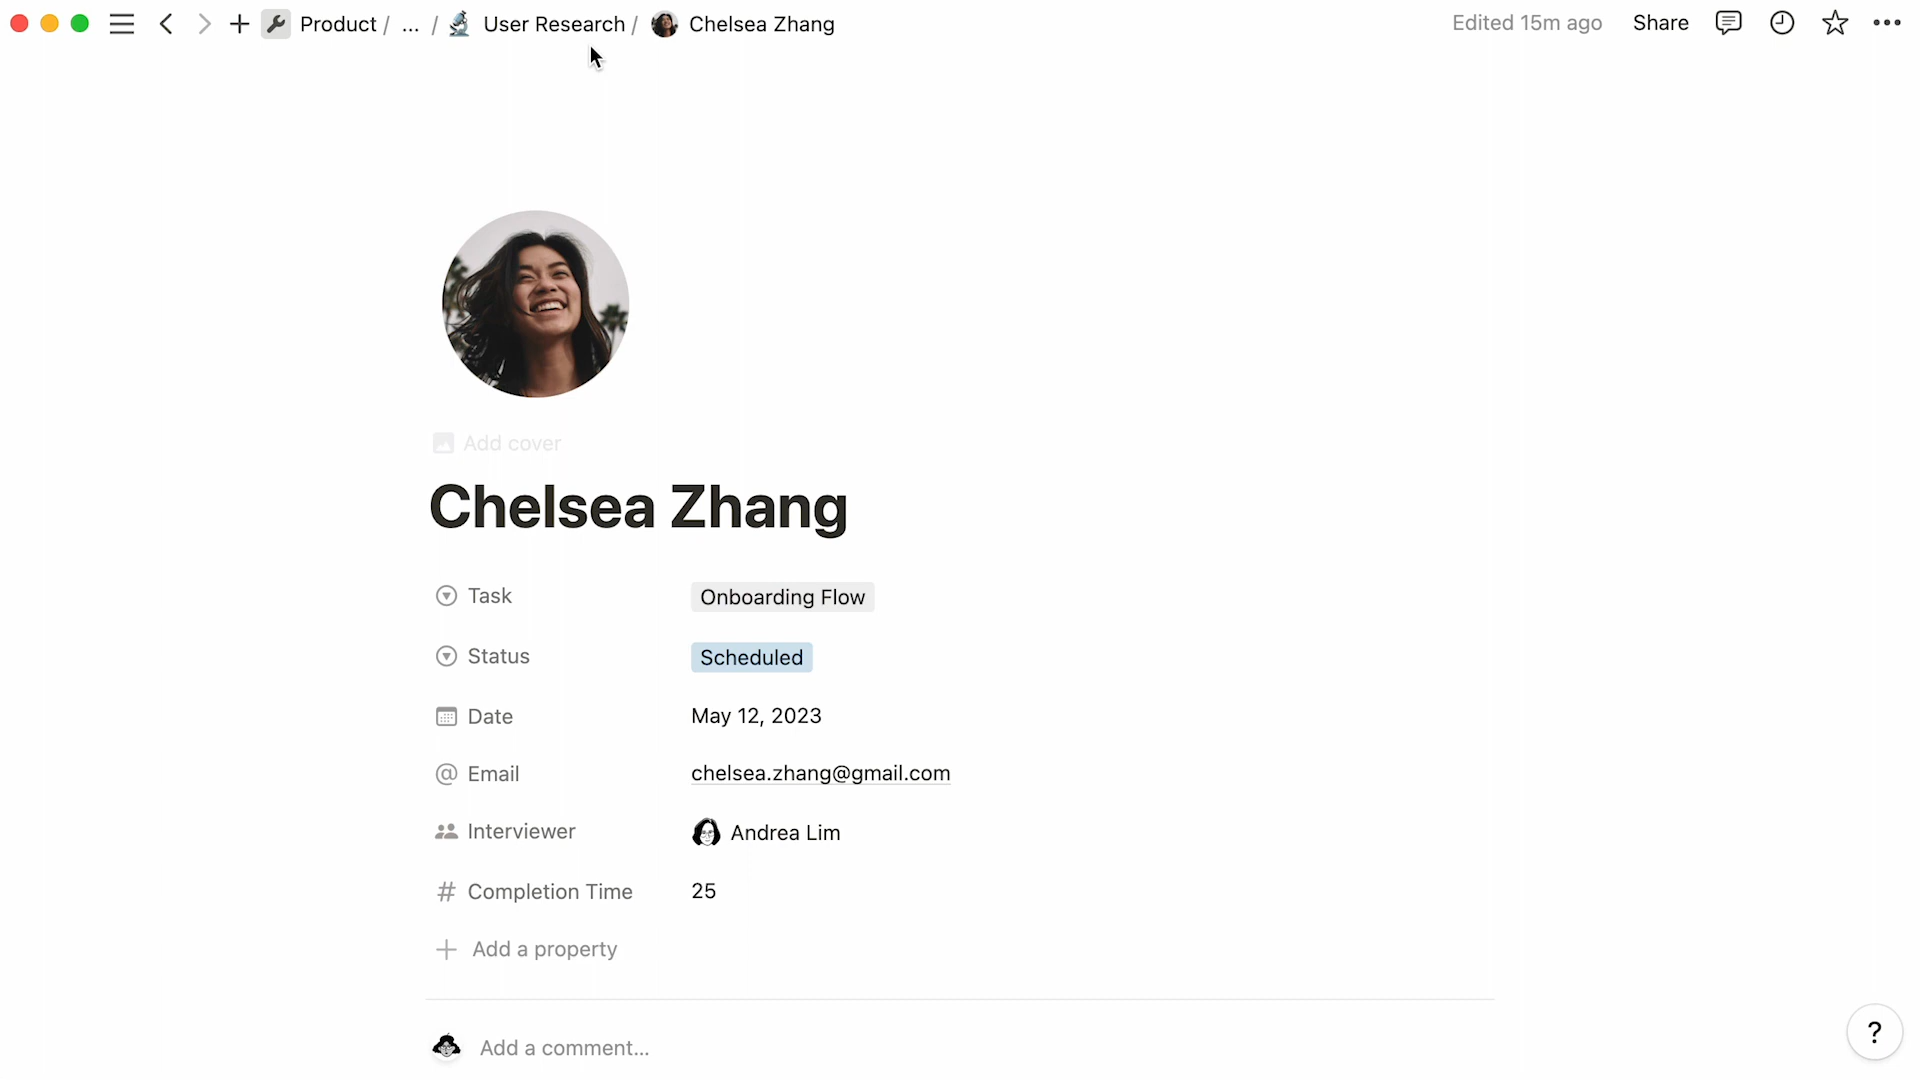 Product / ... / User Research / Chelsea Zhang
Edited 15m ago Share
Add cover
Chelsea Zhang
Task Onboarding Flow
Status Scheduled
Date May 12, 2023
@ Email chelsea.zhang@gmail.com
Interviewer Andrea Lim
# Completion Time 25
+ Add a property
Add a comment...
?